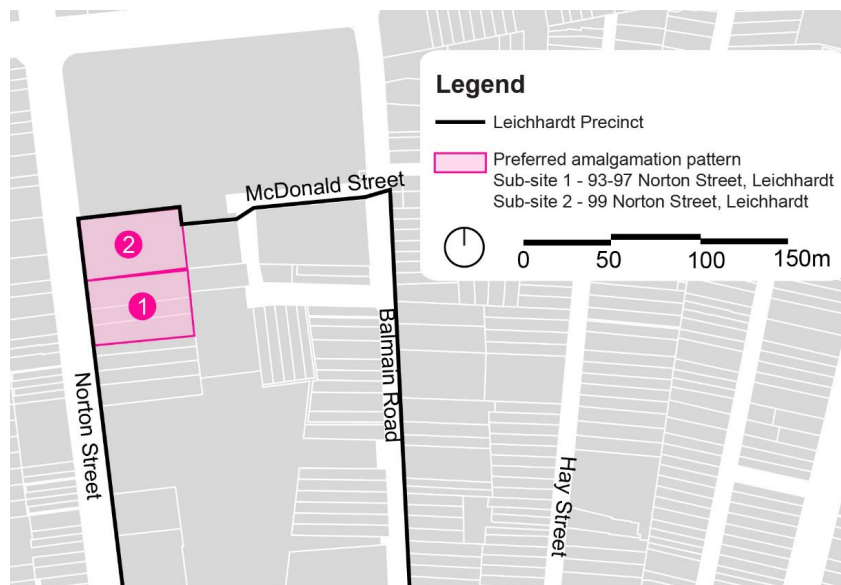 Legend
Leichhardt Precinct
Preferred amalgamation pattern
Sub-site 1 - 93-97 Norton Street, Leichhardt
Sub-site 2 - 99 Norton Street, Leichhardt
0 50 100 150m
McDonald Street
2
1
Norton Street
Balmain Road
Hay Street